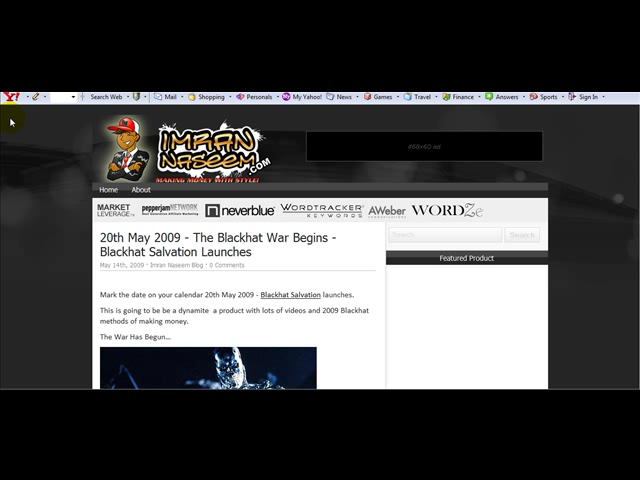 Y! Search Web Mail Shopping Personals My Yahoo! News Games Travel Finance Answers Sports Sign In
IMRAN
NASEEM.COM
MAKING MONEY WITH STYLE!
468x60 ad
Home About
MARKET
LEVERAGE
pepperjamNETWORK
Next Generation Affiliate Marketing
neverblue
WORDTRACKER
KEYWORDS
AWeber
WORDZe
20th May 2009 - The Blackhat War Begins -
Blackhat Salvation Launches
May 14th, 2009 · Imran Naseem Blog · 0 Comments
Search... Search
Featured Product
Mark the date on your calendar 20th May 2009 - Blackhat Salvation launches.
This is going to be be a dynamite a product with lots of videos and 2009 Blackhat
methods of making money.
The War Has Begun...